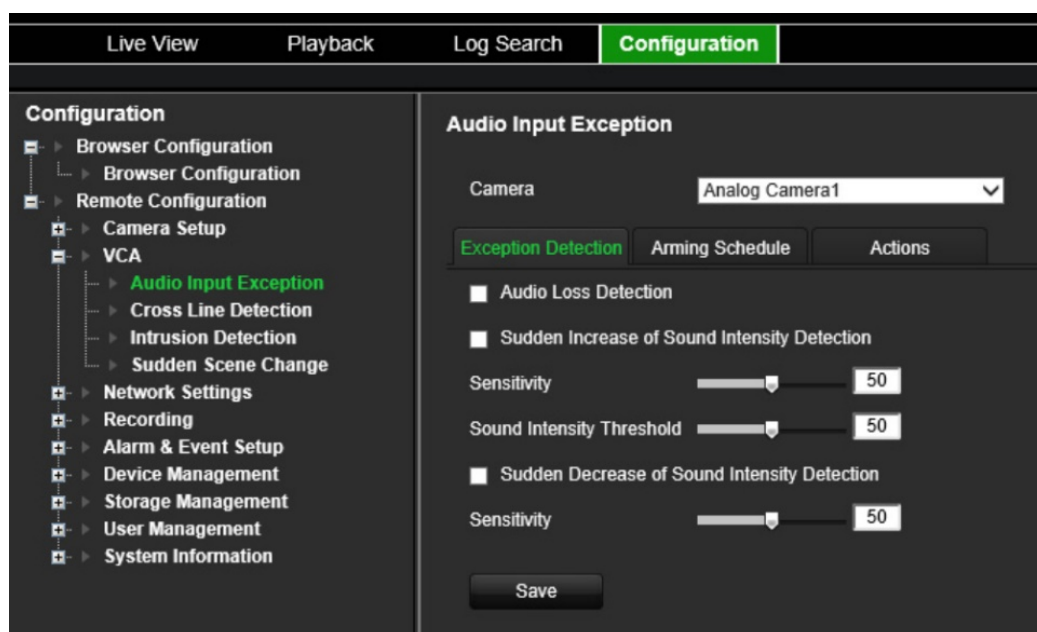 Live View Playback Log Search Configuration
Configuration
Browser Configuration
Browser Configuration
Remote Configuration
Camera Setup
VCA
Audio Input Exception
Cross Line Detection
Intrusion Detection
Sudden Scene Change
Network Settings
Recording
Alarm & Event Setup
Device Management
Storage Management
User Management
System Information
Audio Input Exception
Camera Analog Camera1
Exception Detection Arming Schedule Actions
Audio Loss Detection
Sudden Increase of Sound Intensity Detection
Sensitivity 50
Sound Intensity Threshold 50
Sudden Decrease of Sound Intensity Detection
Sensitivity 50
Save